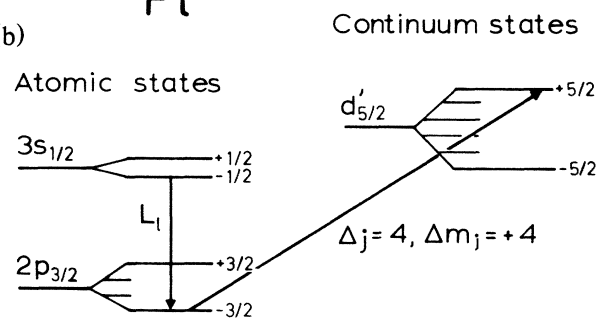 b)
Continuum states
Atomic states
+5/2
d'5/2
3s1/2
+1/2
-1/2
-5/2
Ll
Δj = 4, Δmj = + 4
2p3/2
+3/2
-3/2